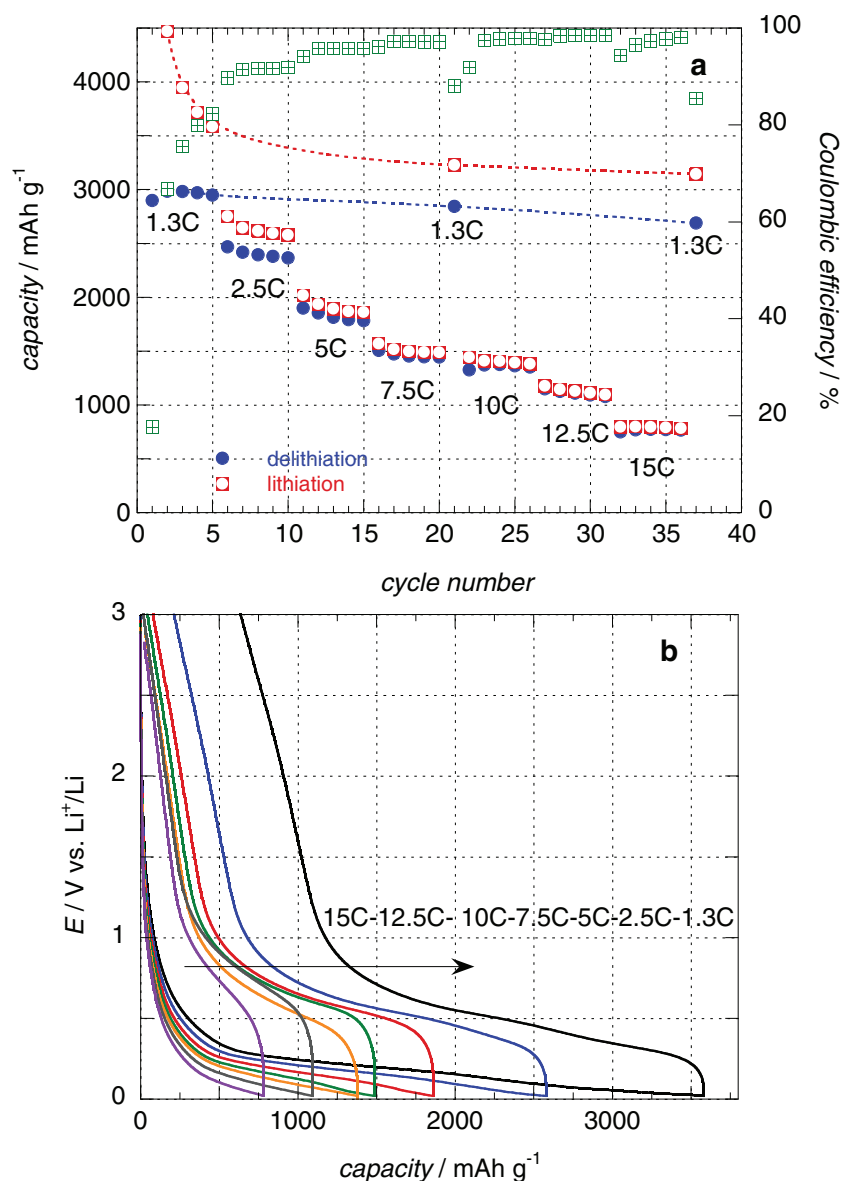 a
4000
3000
2000
1000
0
capacity / mAh g⁻¹
100
80
60
40
20
0
Coulombic efficiency / %
1.3C
1.3C
1.3C
2.5C
5C
7.5C
10C
12.5C
15C
delithiation
lithiation
0 5 10 15 20 25 30 35 40
cycle number
b
3
2
1
0
E / V vs. Li⁺/Li
15C-12.5C- 10C-7.5C-5C-2.5C-1.3C
0 1000 2000 3000
capacity / mAh g⁻¹